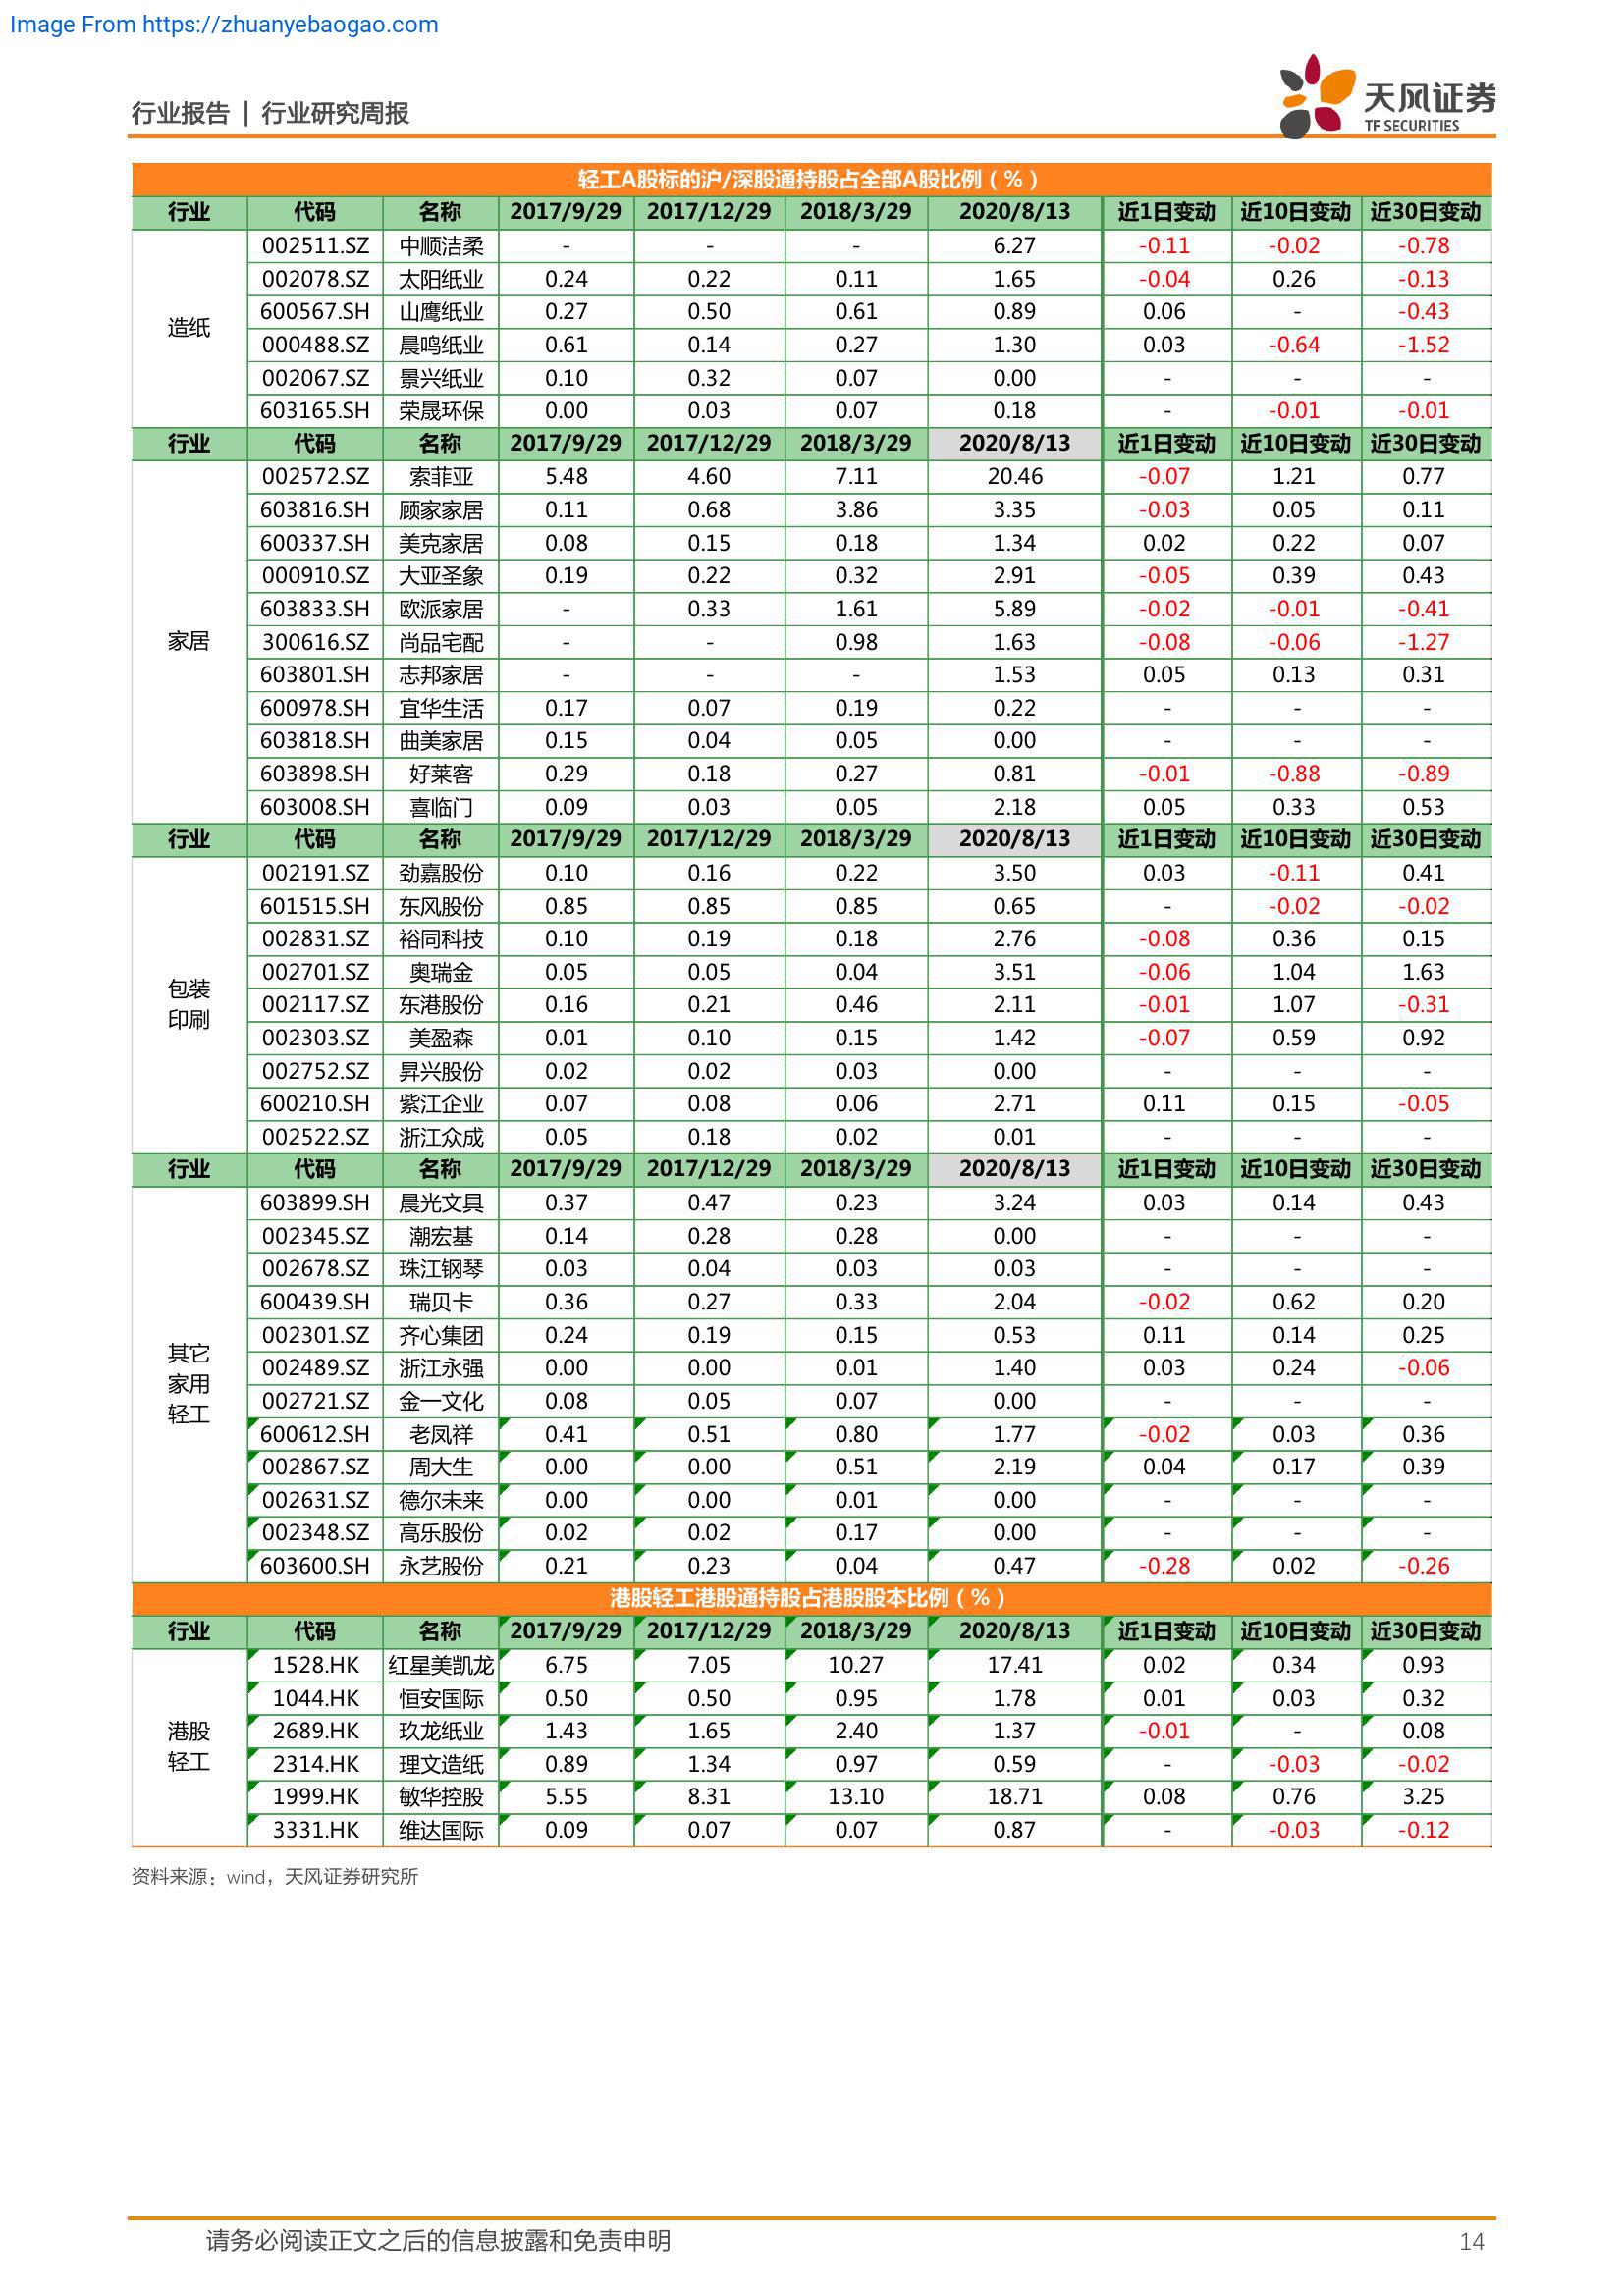 Image From https://zhuanyebaogao.com
行业报告 | 行业研究周报
天风证券
TF SECURITIES
轻工A股标的沪/深股通持股占全部A股比例（%）
行业 代码 名称 2017/9/29 2017/12/29 2018/3/29 2020/8/13 近1日变动 近10日变动 近30日变动
造纸
002511.SZ 中顺洁柔 - - - 6.27 -0.11 -0.02 -0.78
002078.SZ 太阳纸业 0.24 0.22 0.11 1.65 -0.04 0.26 -0.13
600567.SH 山鹰纸业 0.27 0.50 0.61 0.89 0.06 - -0.43
000488.SZ 晨鸣纸业 0.61 0.14 0.27 1.30 0.03 -0.64 -1.52
002067.SZ 景兴纸业 0.10 0.32 0.07 0.00 - - -
603165.SH 荣晟环保 0.00 0.03 0.07 0.18 - -0.01 -0.01
行业 代码 名称 2017/9/29 2017/12/29 2018/3/29 2020/8/13 近1日变动 近10日变动 近30日变动
家居
002572.SZ 索菲亚 5.48 4.60 7.11 20.46 -0.07 1.21 0.77
603816.SH 顾家家居 0.11 0.68 3.86 3.35 -0.03 0.05 0.11
600337.SH 美克家居 0.08 0.15 0.18 1.34 0.02 0.22 0.07
000910.SZ 大亚圣象 0.19 0.22 0.32 2.91 -0.05 0.39 0.43
603833.SH 欧派家居 - 0.33 1.61 5.89 -0.02 -0.01 -0.41
300616.SZ 尚品宅配 - - 0.98 1.63 -0.08 -0.06 -1.27
603801.SH 志邦家居 - - - 1.53 0.05 0.13 0.31
600978.SH 宜华生活 0.17 0.07 0.19 0.22 - - -
603818.SH 曲美家居 0.15 0.04 0.05 0.00 - - -
603898.SH 好莱客 0.29 0.18 0.27 0.81 -0.01 -0.88 -0.89
603008.SH 喜临门 0.09 0.03 0.05 2.18 0.05 0.33 0.53
行业 代码 名称 2017/9/29 2017/12/29 2018/3/29 2020/8/13 近1日变动 近10日变动 近30日变动
包装
印刷
002191.SZ 劲嘉股份 0.10 0.16 0.22 3.50 0.03 -0.11 0.41
601515.SH 东风股份 0.85 0.85 0.85 0.65 - -0.02 -0.02
002831.SZ 裕同科技 0.10 0.19 0.18 2.76 -0.08 0.36 0.15
002701.SZ 奥瑞金 0.05 0.05 0.04 3.51 -0.06 1.04 1.63
002117.SZ 东港股份 0.16 0.21 0.46 2.11 -0.01 1.07 -0.31
002303.SZ 美盈森 0.01 0.10 0.15 1.42 -0.07 0.59 0.92
002752.SZ 昇兴股份 0.02 0.02 0.03 0.00 - - -
600210.SH 紫江企业 0.07 0.08 0.06 2.71 0.11 0.15 -0.05
002522.SZ 浙江众成 0.05 0.18 0.02 0.01 - - -
行业 代码 名称 2017/9/29 2017/12/29 2018/3/29 2020/8/13 近1日变动 近10日变动 近30日变动
其它
家用
轻工
603899.SH 晨光文具 0.37 0.47 0.23 3.24 0.03 0.14 0.43
002345.SZ 潮宏基 0.14 0.28 0.28 0.00 - - -
002678.SZ 珠江钢琴 0.03 0.04 0.03 0.03 - - -
600439.SH 瑞贝卡 0.36 0.27 0.33 2.04 -0.02 0.62 0.20
002301.SZ 齐心集团 0.24 0.19 0.15 0.53 0.11 0.14 0.25
002489.SZ 浙江永强 0.00 0.00 0.01 1.40 0.03 0.24 -0.06
002721.SZ 金一文化 0.08 0.05 0.07 0.00 - - -
600612.SH 老凤祥 0.41 0.51 0.80 1.77 -0.02 0.03 0.36
002867.SZ 周大生 0.00 0.00 0.51 2.19 0.04 0.17 0.39
002631.SZ 德尔未来 0.00 0.00 0.01 0.00 - - -
002348.SZ 高乐股份 0.02 0.02 0.17 0.00 - - -
603600.SH 永艺股份 0.21 0.23 0.04 0.47 -0.28 0.02 -0.26
港股轻工港股通持股占港股股本比例（%）
行业 代码 名称 2017/9/29 2017/12/29 2018/3/29 2020/8/13 近1日变动 近10日变动 近30日变动
港股
轻工
1528.HK 红星美凯龙 6.75 7.05 10.27 17.41 0.02 0.34 0.93
1044.HK 恒安国际 0.50 0.50 0.95 1.78 0.01 0.03 0.32
2689.HK 玖龙纸业 1.43 1.65 2.40 1.37 -0.01 - 0.08
2314.HK 理文造纸 0.89 1.34 0.97 0.59 - -0.03 -0.02
1999.HK 敏华控股 5.55 8.31 13.10 18.71 0.08 0.76 3.25
3331.HK 维达国际 0.09 0.07 0.07 0.87 - -0.03 -0.12
资料来源：wind，天风证券研究所
请务必阅读正文之后的信息披露和免责申明 14